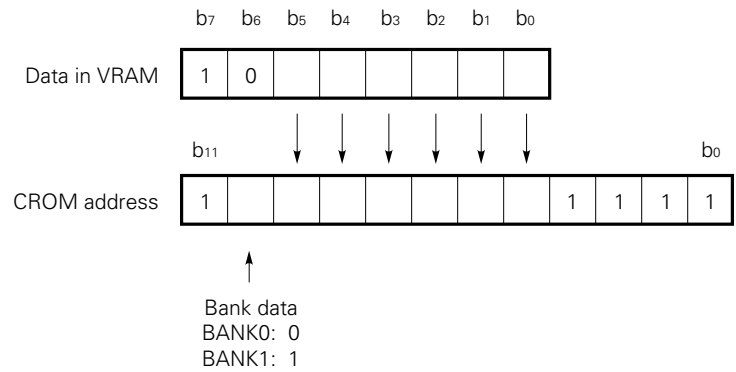 b7 b6 b5 b4 b3 b2 b1 b0
Data in VRAM 1 0
b11 b0
CROM address 1 1 1 1 1
Bank data
BANK0: 0
BANK1: 1